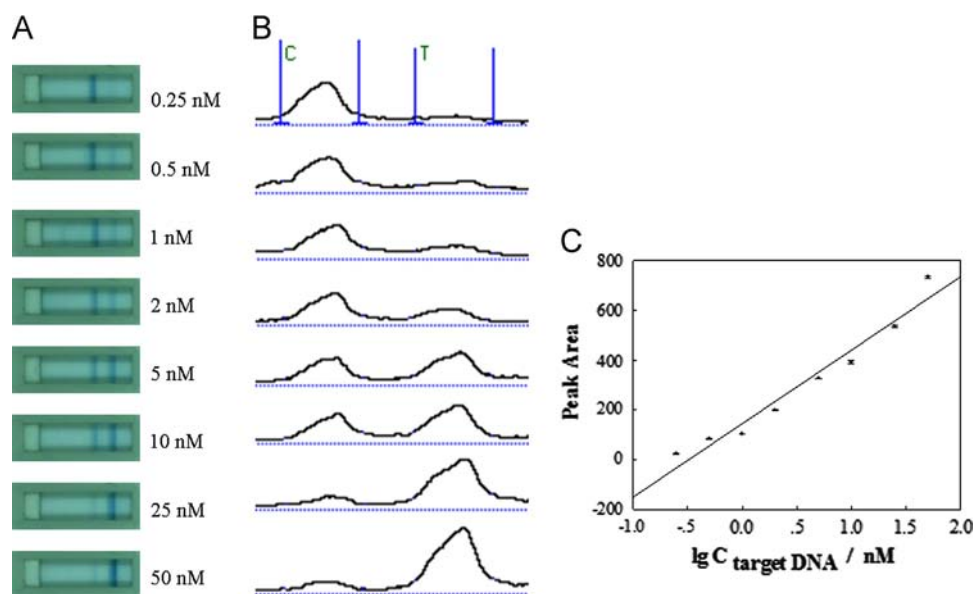 A
B
C
T
0.25 nM
0.5 nM
1 nM
2 nM
5 nM
10 nM
25 nM
50 nM
C
800
600
400
200
0
-200
Peak Area
-1.0
-.5
0.0
.5
1.0
1.5
2.0
lg C target DNA / nM